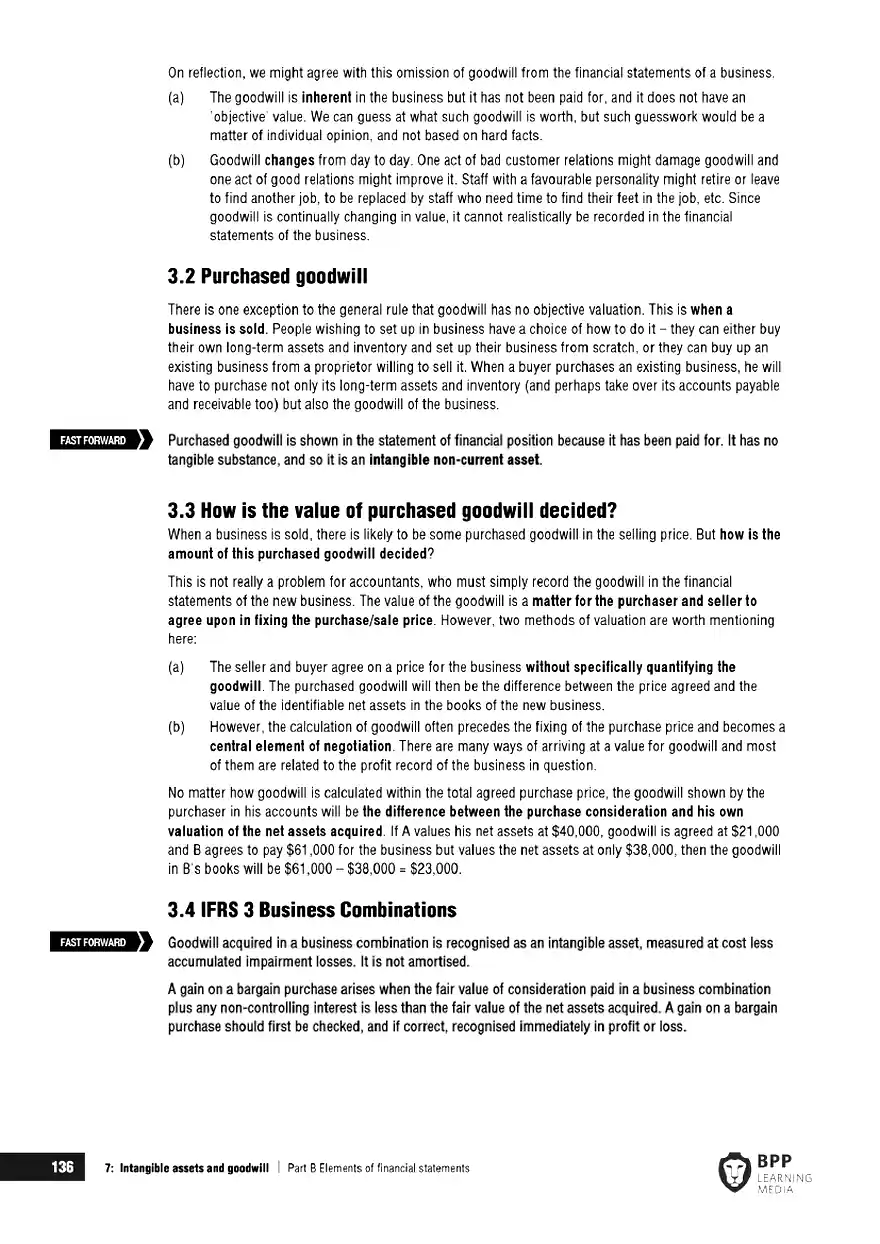 On reflection, we might agree with this omission of goodwill from the financial statements of a business.
(a) The goodwill is inherent in the business but it has not been paid for, and it does not have an
'objective' value. We can guess at what such goodwill is worth, but such guesswork would be a
matter of individual opinion, and not based on hard facts.
(b) Goodwill changes from day to day. One act of bad customer relations might damage goodwill and
one act of good relations might improve it. Staff with a favourable personality might retire or leave
to find another job, to be replaced by staff who need time to find their feet in the job, etc. Since
goodwill is continually changing in value, it cannot realistically be recorded in the financial
statements of the business.
3.2 Purchased goodwill
There is one exception to the general rule that goodwill has no objective valuation. This is when a
business is sold. People wishing to set up in business have a choice of how to do it – they can either buy
their own long-term assets and inventory and set up their business from scratch, or they can buy up an
existing business from a proprietor willing to sell it. When a buyer purchases an existing business, he will
have to purchase not only its long-term assets and inventory (and perhaps take over its accounts payable
and receivable too) but also the goodwill of the business.
FAST FORWARD
Purchased goodwill is shown in the statement of financial position because it has been paid for. It has no
tangible substance, and so it is an intangible non-current asset.
3.3 How is the value of purchased goodwill decided?
When a business is sold, there is likely to be some purchased goodwill in the selling price. But how is the
amount of this purchased goodwill decided?
This is not really a problem for accountants, who must simply record the goodwill in the financial
statements of the new business. The value of the goodwill is a matter for the purchaser and seller to
agree upon in fixing the purchase/sale price. However, two methods of valuation are worth mentioning
here:
(a) The seller and buyer agree on a price for the business without specifically quantifying the
goodwill. The purchased goodwill will then be the difference between the price agreed and the
value of the identifiable net assets in the books of the new business.
(b) However, the calculation of goodwill often precedes the fixing of the purchase price and becomes a
central element of negotiation. There are many ways of arriving at a value for goodwill and most
of them are related to the profit record of the business in question.
No matter how goodwill is calculated within the total agreed purchase price, the goodwill shown by the
purchaser in his accounts will be the difference between the purchase consideration and his own
valuation of the net assets acquired. If A values his net assets at $40,000, goodwill is agreed at $21,000
and B agrees to pay $61,000 for the business but values the net assets at only $38,000, then the goodwill
in B's books will be $61,000 – $38,000 = $23,000.
3.4 IFRS 3 Business Combinations
FAST FORWARD
Goodwill acquired in a business combination is recognised as an intangible asset, measured at cost less
accumulated impairment losses. It is not amortised.
A gain on a bargain purchase arises when the fair value of consideration paid in a business combination
plus any non-controlling interest is less than the fair value of the net assets acquired. A gain on a bargain
purchase should first be checked, and if correct, recognised immediately in profit or loss.
136 7: Intangible assets and goodwill | Part B Elements of financial statements
BPP
LEARNING
MEDIA